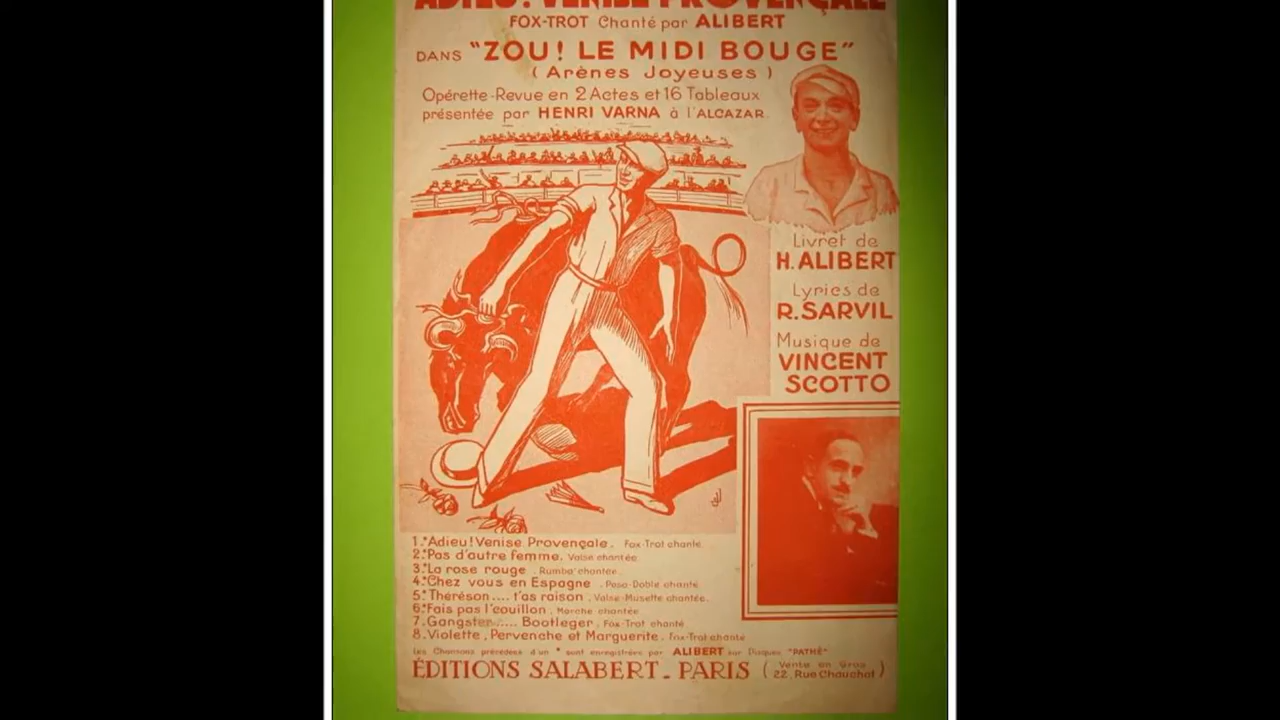 ADIEU! VENISE PROVENÇALE
FOX-TROT Chanté par ALIBERT
DANS "ZOU! LE MIDI BOUGE"
(Arènes Joyeuses)
Opérette-Revue en 2 Actes et 16 Tableaux
présentée par HENRI VARNA à l'ALCAZAR
Livret de
H. ALIBERT
Lyrics de
R. SARVIL
Musique de
VINCENT
SCOTTO
1.* Adieu! Venise Provençale. Fox-Trot chanté
2.* Pas d'autre femme. Valse chantée
3.* La rose rouge. Rumba chantée
4.* Chez vous en Espagne. Paso-Doble chanté
5.* Thérèson.... t'as raison. Valse-Musette chantée.
6.* Fais pas l'couillon. Marche chantée
7. Gangster..... Bootleger. Fox-Trot chanté
8. Violette, Pervenche et Marguerite. Fox-Trot chanté
Les Chansons précédées d'un * sont enregistrées par ALIBERT sur Disques "PATHÉ"
ÉDITIONS SALABERT - PARIS (Vente en Gros
22, Rue Chauchat)